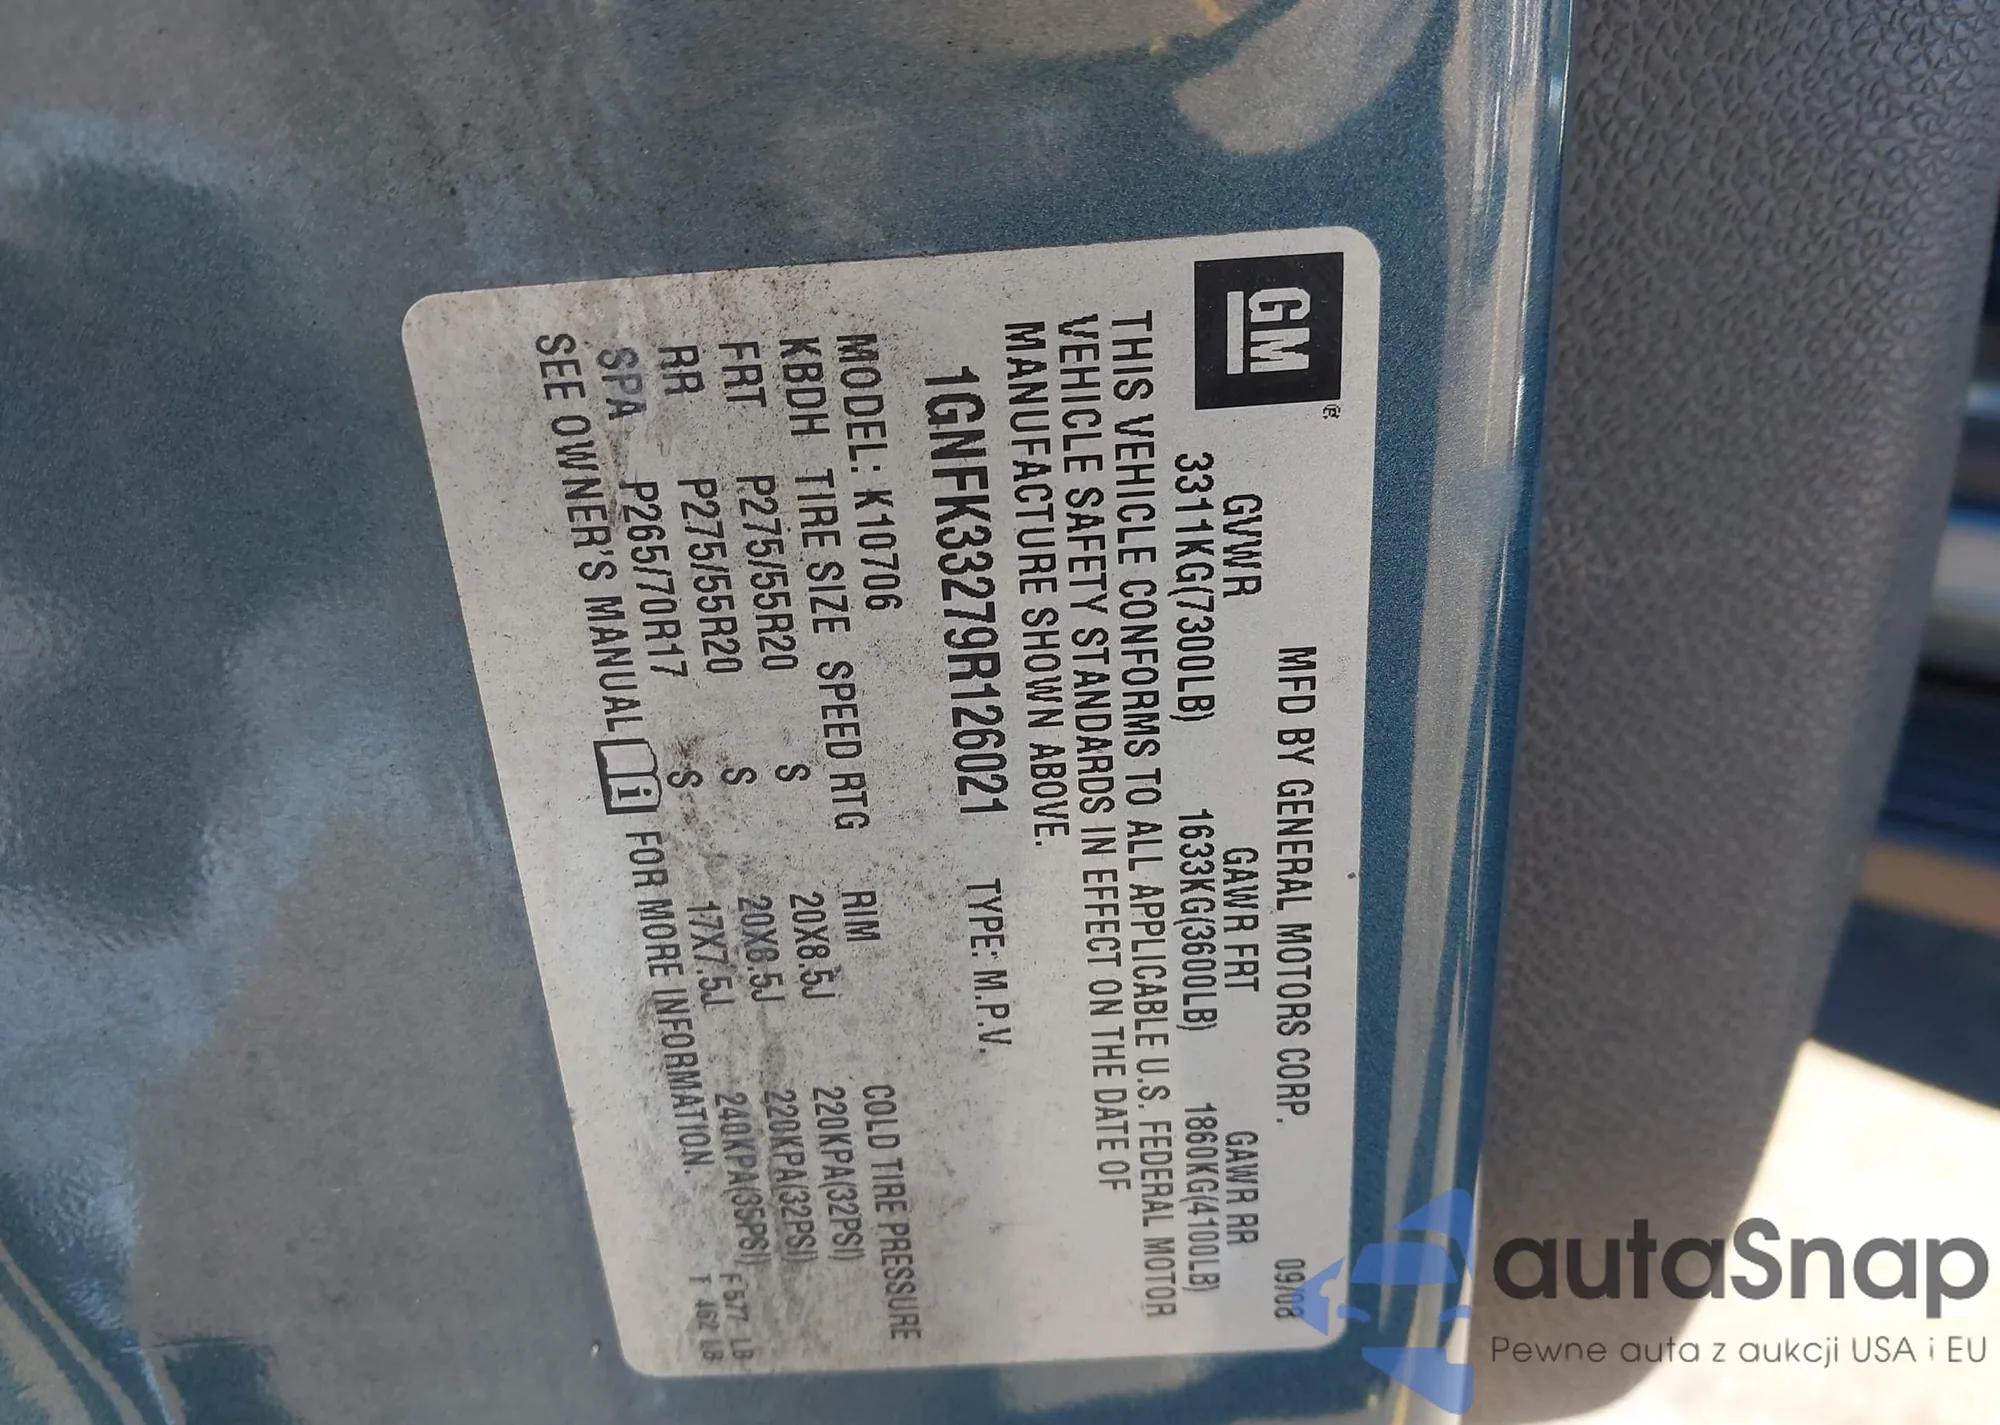 GM®
MFD BY GENERAL MOTORS CORP. 09/08
GVWR GAWR FRT GAWR RR
3311KG(7300LB) 1633KG(3600LB) 1860KG(4100LB)
THIS VEHICLE CONFORMS TO ALL APPLICABLE U.S. FEDERAL MOTOR
VEHICLE SAFETY STANDARDS IN EFFECT ON THE DATE OF
MANUFACTURE SHOWN ABOVE.
1GNFK33279R126021 TYPE: M.P.V.
MODEL: K10706
KBDH TIRE SIZE SPEED RTG RIM COLD TIRE PRESSURE
FRT P275/55R20 S 20X8.5J 220KPA(32PSI)
RR P275/55R20 S 20X8.5J 220KPA(32PSI)
SPA P265/70R17 S 17X7.5J 240KPA(35PSI) F577 LB
SEE OWNER'S MANUAL i FOR MORE INFORMATION. T 462 LB
autaSnap
Pewne auta z aukcji USA i EU